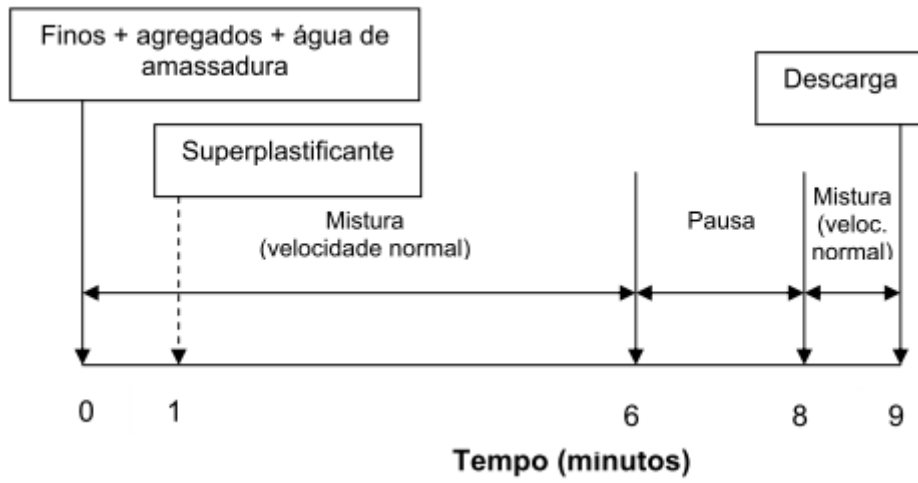 Finos + agregados + água de
amassadura
Descarga
Superplastificante
Mistura
(velocidade normal)
Pausa
Mistura
(veloc.
normal)
0
1
6
8
9
Tempo (minutos)